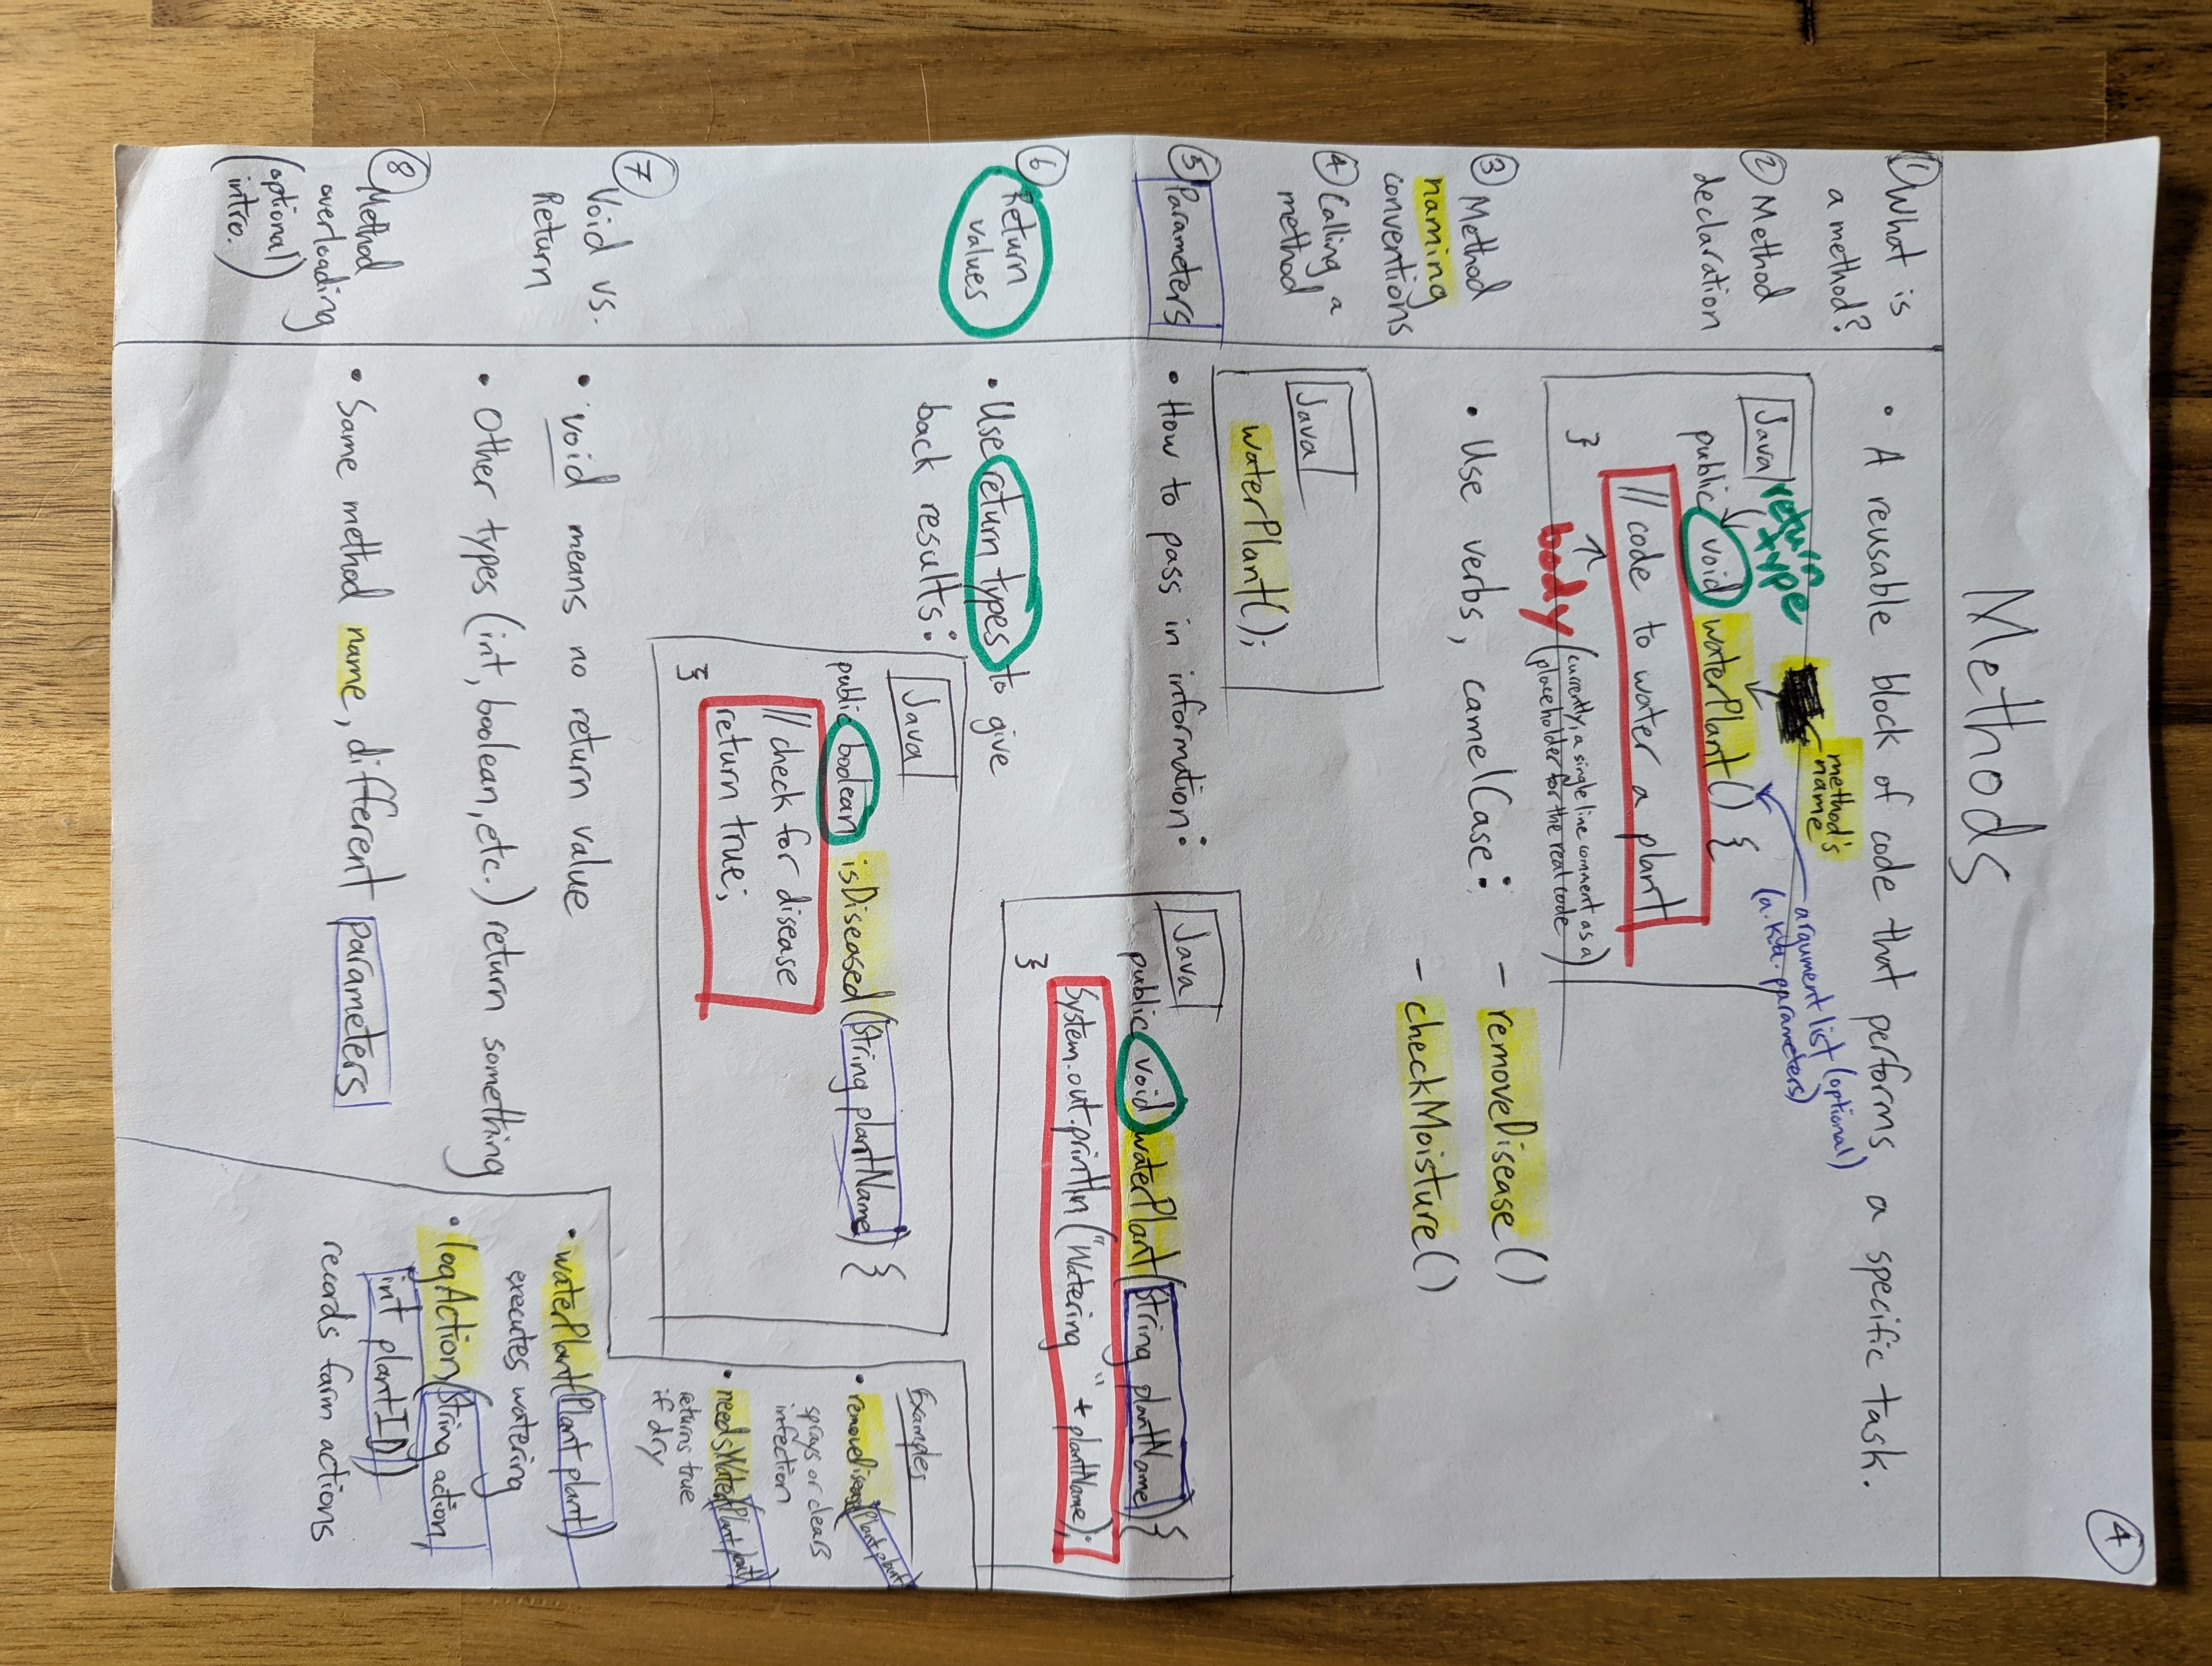 4
Methods
① What is
a method?
• A reusable block of code that performs a specific task.
② Method
declaration
Java
return
type
method's
name
argument list (optional)
(a.k.a. parameters)
public void waterPlant() {
// code to water a plant
}
body
(currently, a single line comment as a
placeholder for the real code)
③ Method
naming
conventions
• Use verbs, camelCase:
- removeDisease()
- checkMoisture()
④ Calling a
method
Java
waterPlant();
⑤ Parameters
• How to pass in information:
Java
public void waterPlant(String plantName){
System.out.println("Watering " + plantName);
}
⑥ Return
values
• Use return types to give
back results:
Java
public boolean isDiseased(String plantName) {
// check for disease
return true;
}
⑦ Void vs.
Return
• void means no return value
• Other types (int, boolean, etc.) return something
⑧ Method
overloading
(optional
intro.)
• Same method name, different parameters
Examples
• removeDisease(Plant plant)
sprays or clears
infection
• needsWater(Plant plant)
returns true
if dry
• waterPlant(Plant plant)
executes watering
• logAction(String action,
int plantID)
records farm actions